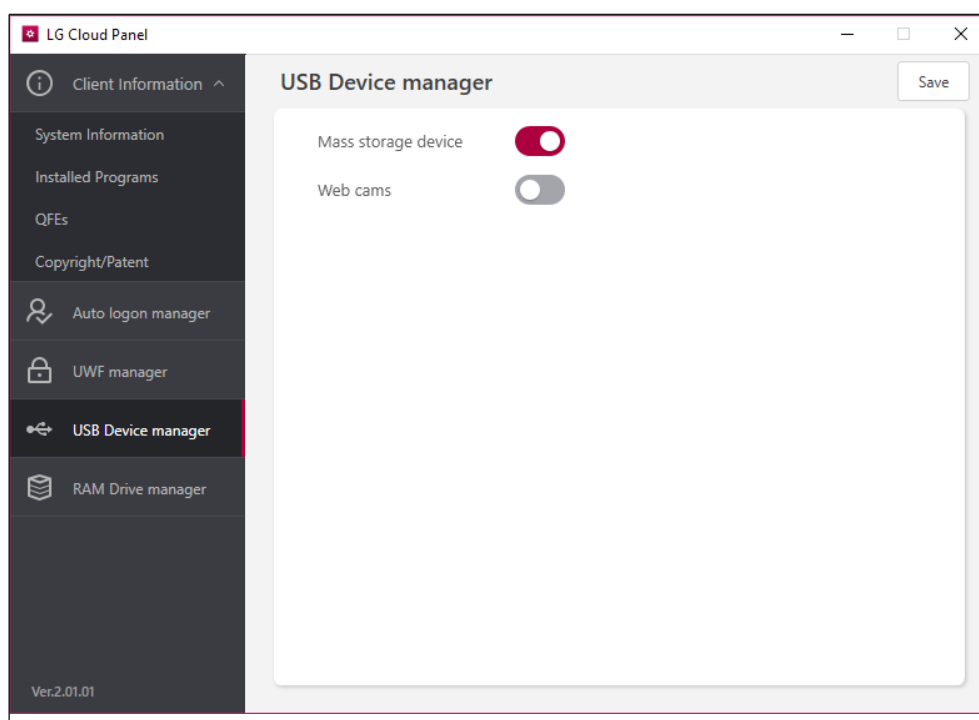 LG Cloud Panel
Client Information
System Information
Installed Programs
QFEs
Copyright/Patent
Auto logon manager
UWF manager
USB Device manager
RAM Drive manager
Ver.2.01.01
USB Device manager
Save
Mass storage device
Web cams